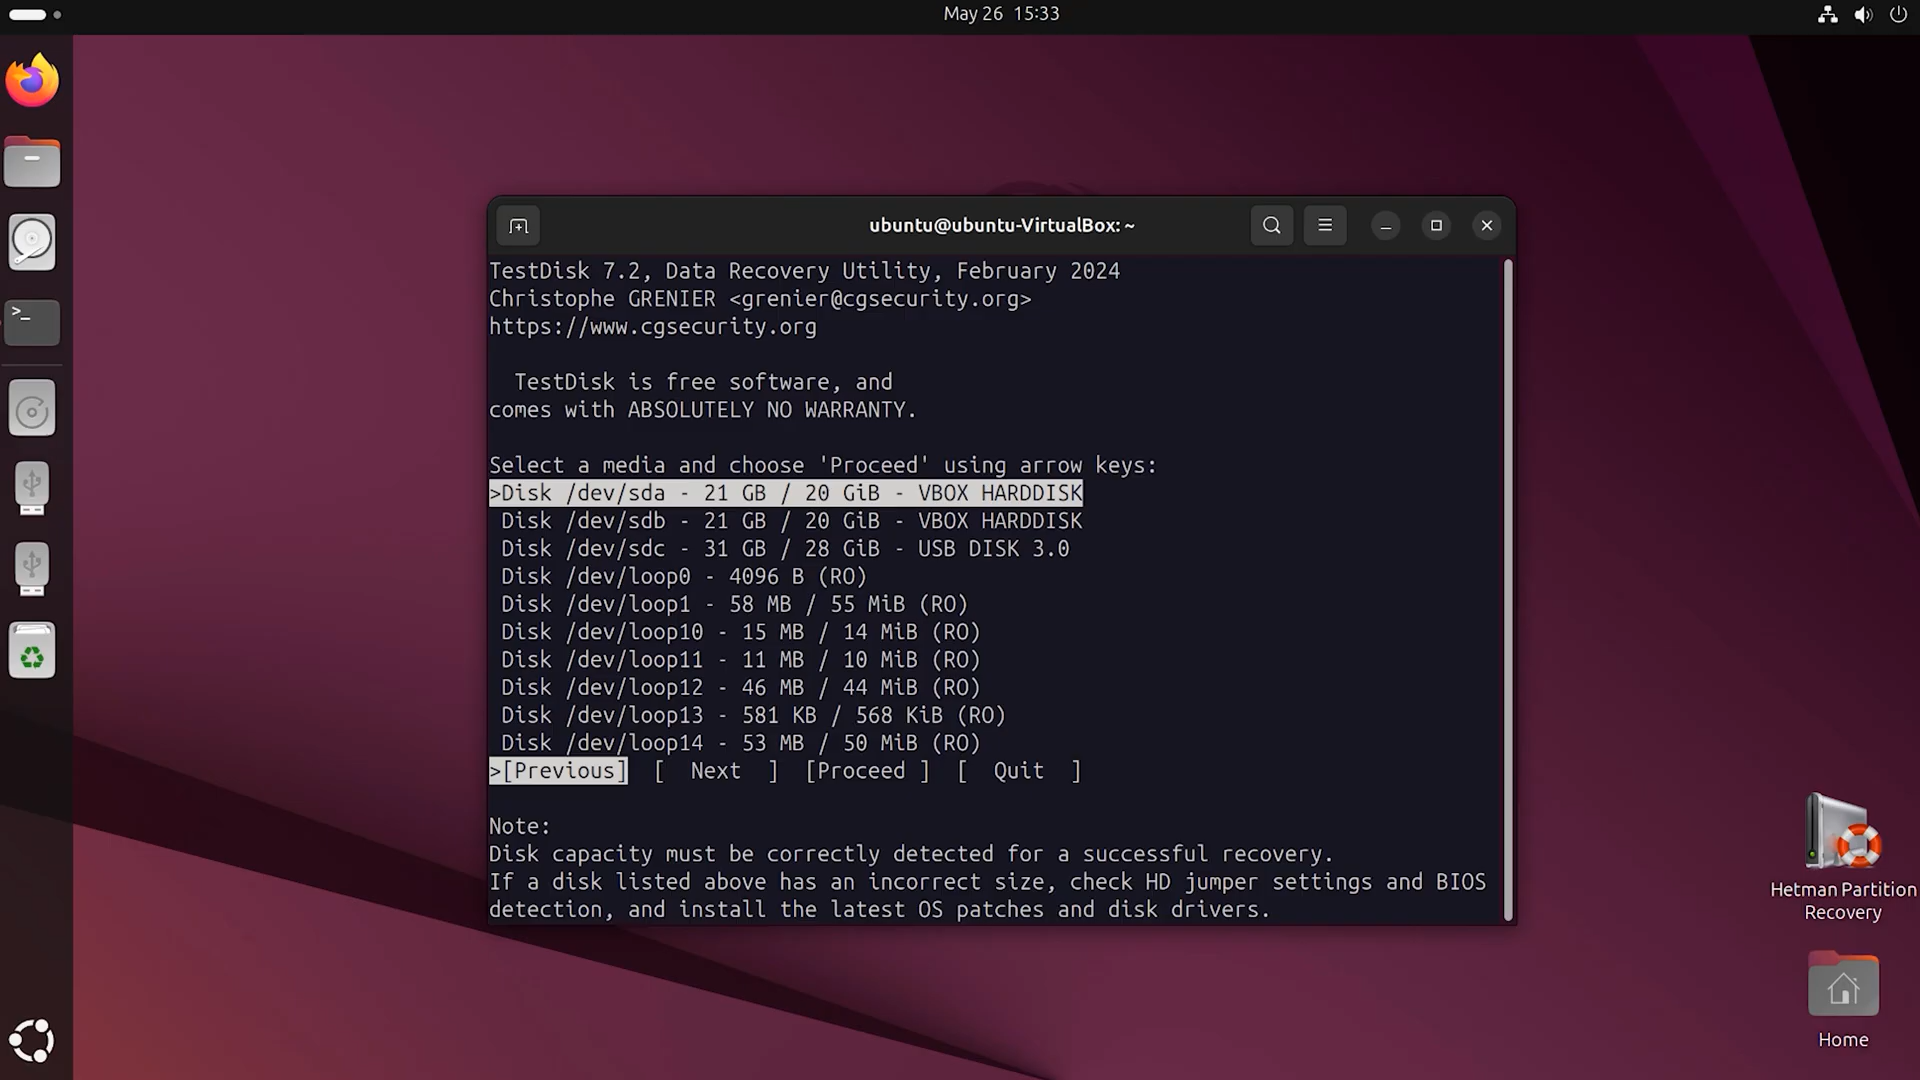 May 26 15:33
ubuntu@ubuntu-VirtualBox: ~
TestDisk 7.2, Data Recovery Utility, February 2024
Christophe GRENIER <grenier@cgsecurity.org>
https://www.cgsecurity.org
TestDisk is free software, and
comes with ABSOLUTELY NO WARRANTY.
Select a media and choose 'Proceed' using arrow keys:
>Disk /dev/sda - 21 GB / 20 GiB - VBOX HARDDISK
Disk /dev/sdb - 21 GB / 20 GiB - VBOX HARDDISK
Disk /dev/sdc - 31 GB / 28 GiB - USB DISK 3.0
Disk /dev/loop0 - 4096 B (RO)
Disk /dev/loop1 - 58 MB / 55 MiB (RO)
Disk /dev/loop10 - 15 MB / 14 MiB (RO)
Disk /dev/loop11 - 11 MB / 10 MiB (RO)
Disk /dev/loop12 - 46 MB / 44 MiB (RO)
Disk /dev/loop13 - 581 KB / 568 KiB (RO)
Disk /dev/loop14 - 53 MB / 50 MiB (RO)
>[Previous]  [  Next  ]  [Proceed ]  [  Quit  ]
Note:
Disk capacity must be correctly detected for a successful recovery.
If a disk listed above has an incorrect size, check HD jumper settings and BIOS
detection, and install the latest OS patches and disk drivers.
>_
Hetman Partition
Recovery
Home